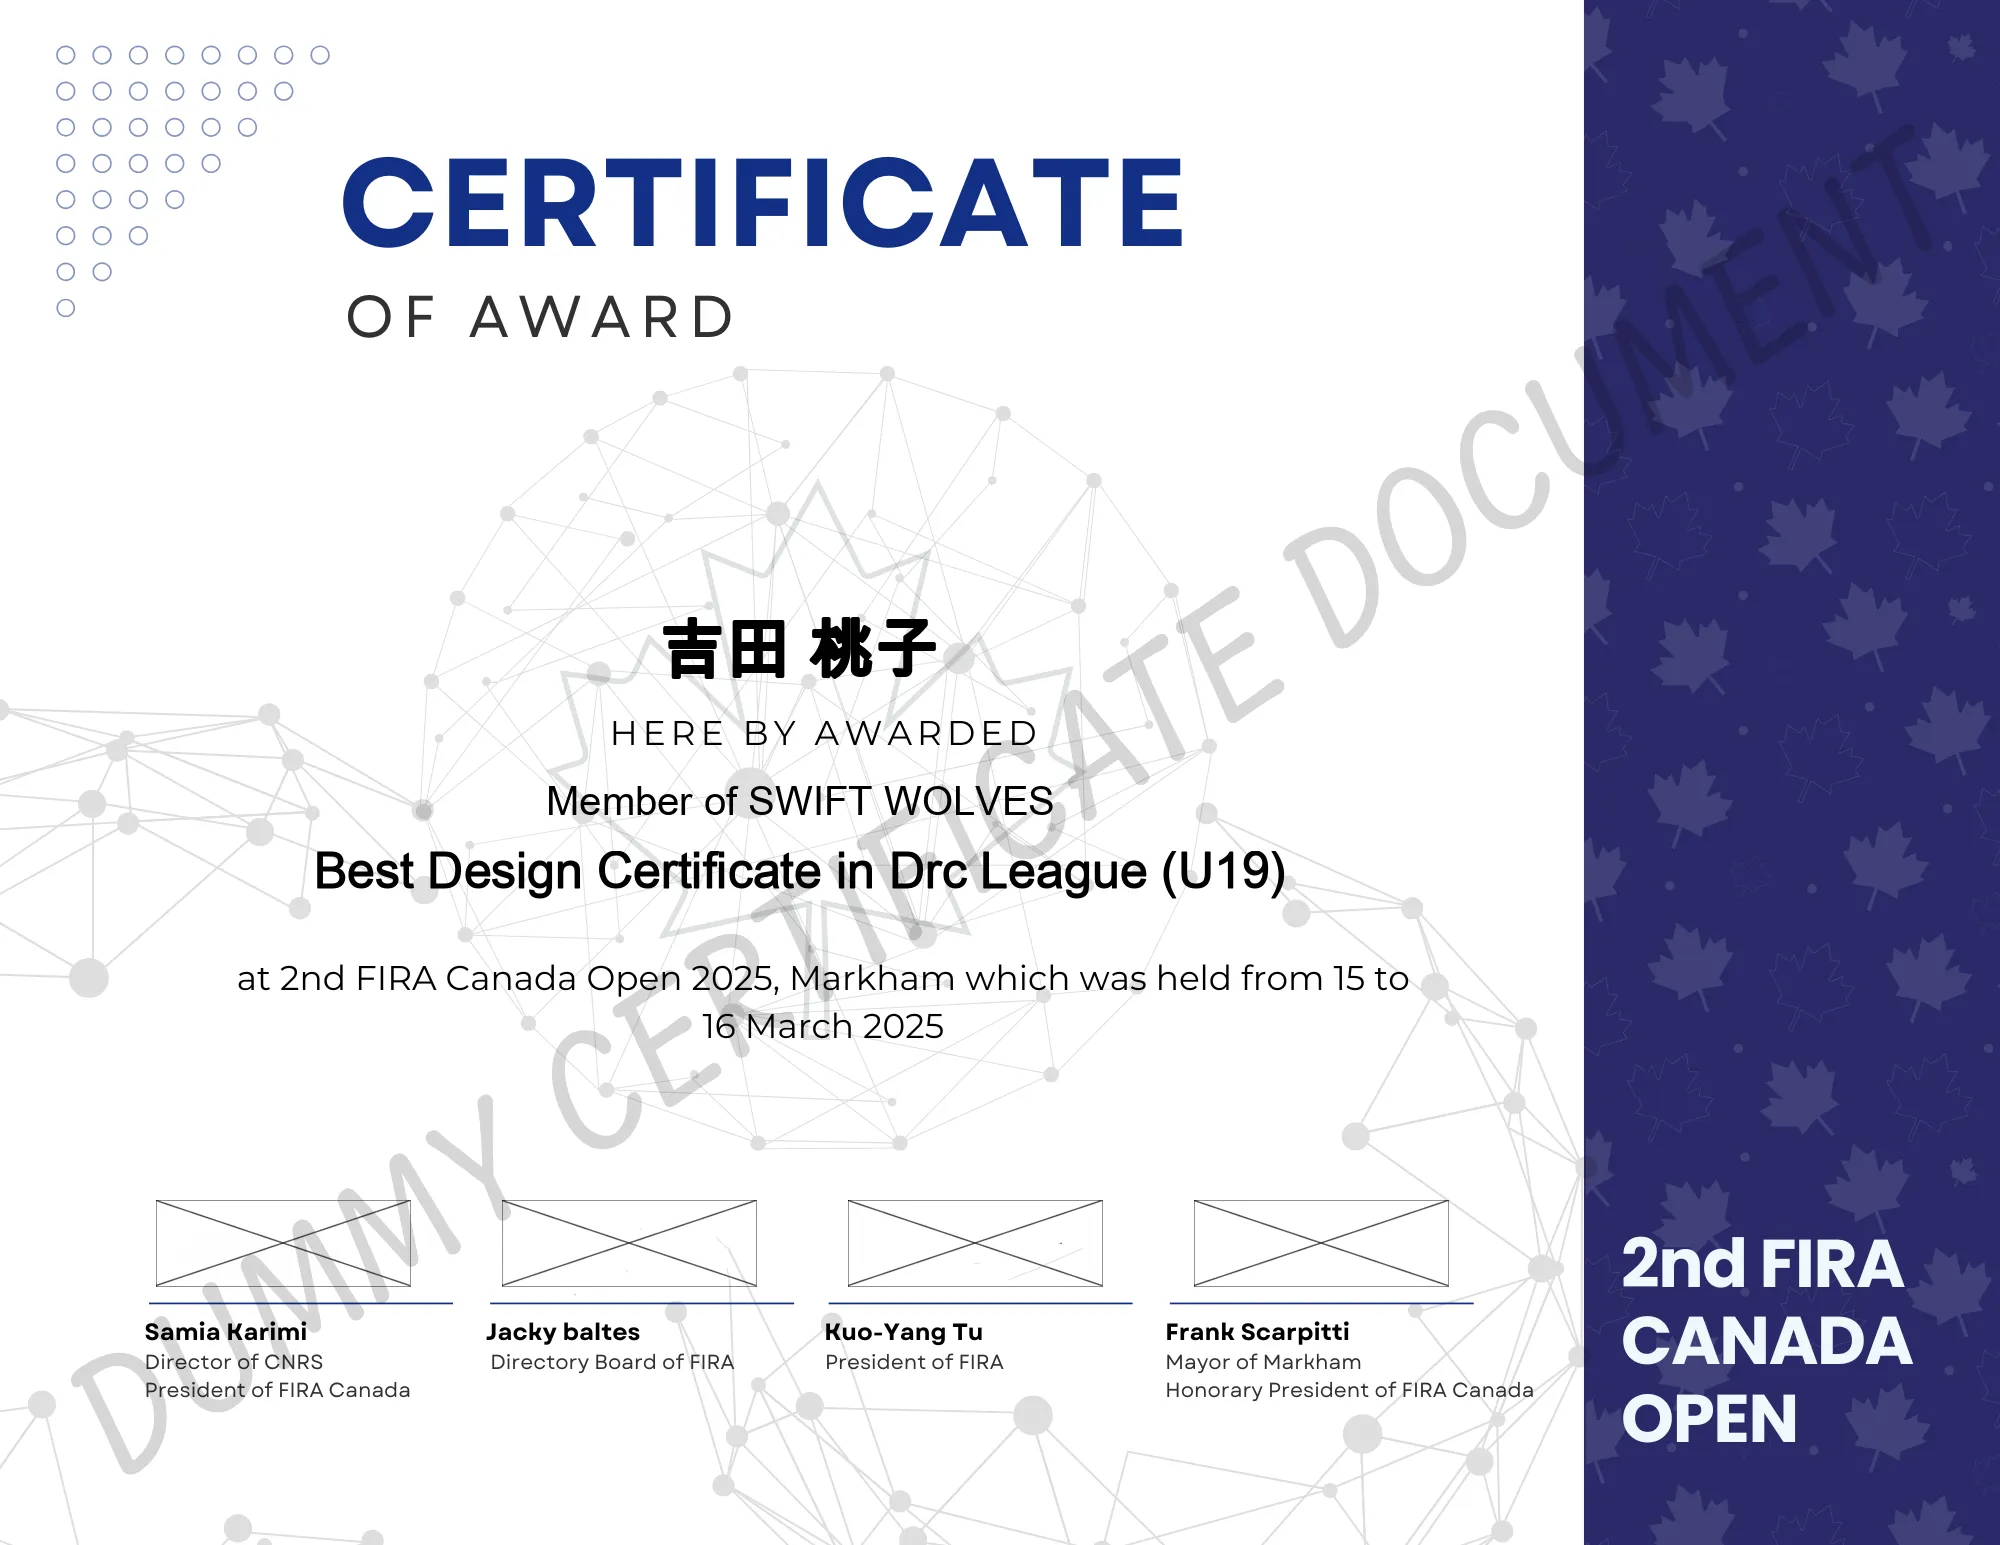 CERTIFICATE
OF AWARD
吉田 桃子
HERE BY AWARDED
Member of SWIFT WOLVES
Best Design Certificate in Drc League (U19)
at 2nd FIRA Canada Open 2025, Markham which was held from 15 to
16 March 2025
Samia Karimi
Director of CNRS
President of FIRA Canada
Jacky baltes
Directory Board of FIRA
Kuo-Yang Tu
President of FIRA
Frank Scarpitti
Mayor of Markham
Honorary President of FIRA Canada
2nd FIRA
CANADA
OPEN
DUMMY CERTIFICATE DOCUMENT